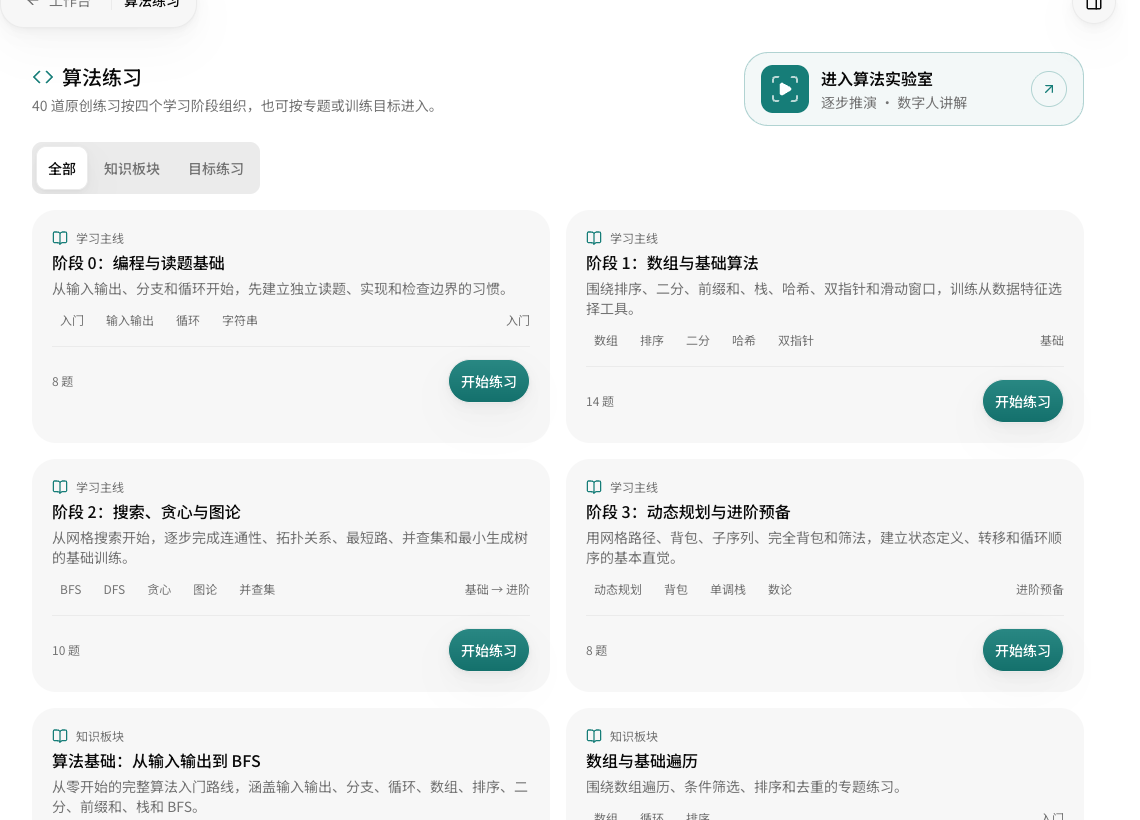 工作台
算法练习
算法练习
40 道原创练习按四个学习阶段组织，也可按专题或训练目标进入。
进入算法实验室
逐步推演 · 数字人讲解
全部 知识板块 目标练习
学习主线
阶段 0：编程与读题基础
从输入输出、分支和循环开始，先建立独立读题、实现和检查边界的习惯。
入门 输入输出 循环 字符串 入门
8 题 开始练习
学习主线
阶段 1：数组与基础算法
围绕排序、二分、前缀和、栈、哈希、双指针和滑动窗口，训练从数据特征选
择工具。
数组 排序 二分 哈希 双指针 基础
14 题 开始练习
学习主线
阶段 2：搜索、贪心与图论
从网格搜索开始，逐步完成连通性、拓扑关系、最短路、并查集和最小生成树
的基础训练。
BFS DFS 贪心 图论 并查集 基础 → 进阶
10 题 开始练习
学习主线
阶段 3：动态规划与进阶预备
用网格路径、背包、子序列、完全背包和筛法，建立状态定义、转移和循环顺
序的基本直觉。
动态规划 背包 单调栈 数论 进阶预备
8 题 开始练习
知识板块
算法基础：从输入输出到 BFS
从零开始的完整算法入门路线，涵盖输入输出、分支、循环、数组、排序、二
分、前缀和、栈和 BFS。
知识板块
数组与基础遍历
围绕数组遍历、条件筛选、排序和去重的专题练习。
数组 循环 排序 入门